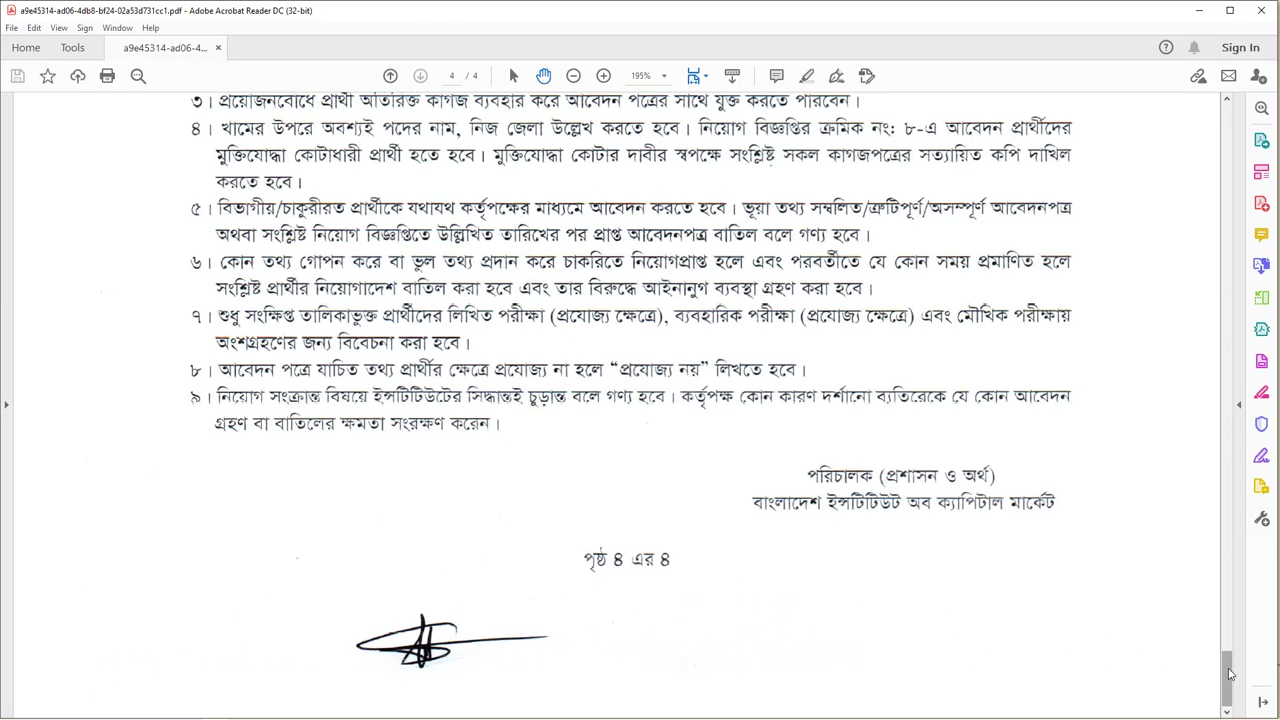 a9e45314-ad06-4db8-bf24-02a53d731cc1.pdf - Adobe Acrobat Reader DC (32-bit)
File Edit View Sign Window Help
Home Tools a9e45314-ad06-4... × Sign In
4 / 4 195%
৩। প্রয়োজনবোধে প্রার্থী অতিরিক্ত কাগজ ব্যবহার করে আবেদন পত্রের সাথে যুক্ত করতে পারবেন।
৪। খামের উপরে অবশ্যই পদের নাম, নিজ জেলা উল্লেখ করতে হবে। নিয়োগ বিজ্ঞপ্তির ক্রমিক নং: ৮-এ আবেদন প্রার্থীদের
মুক্তিযোদ্ধা কোটাধারী প্রার্থী হতে হবে। মুক্তিযোদ্ধা কোটার দাবীর স্বপক্ষে সংশ্লিষ্ট সকল কাগজপত্রের সত্যায়িত কপি দাখিল
করতে হবে।
৫। বিভাগীয়/চাকুরীরত প্রার্থীকে যথাযথ কর্তৃপক্ষের মাধ্যমে আবেদন করতে হবে। ভূয়া তথ্য সম্বলিত/ত্রুটিপূর্ণ/অসম্পূর্ণ আবেদনপত্র
অথবা সংশ্লিষ্ট নিয়োগ বিজ্ঞপ্তিতে উল্লিখিত তারিখের পর প্রাপ্ত আবেদনপত্র বাতিল বলে গণ্য হবে।
৬। কোন তথ্য গোপন করে বা ভুল তথ্য প্রদান করে চাকরিতে নিয়োগপ্রাপ্ত হলে এবং পরবর্তীতে যে কোন সময় প্রমাণিত হলে
সংশ্লিষ্ট প্রার্থীর নিয়োগাদেশ বাতিল করা হবে এবং তার বিরুদ্ধে আইনানুগ ব্যবস্থা গ্রহণ করা হবে।
৭। শুধু সংক্ষিপ্ত তালিকাভুক্ত প্রার্থীদের লিখিত পরীক্ষা (প্রযোজ্য ক্ষেত্রে), ব্যবহারিক পরীক্ষা (প্রযোজ্য ক্ষেত্রে) এবং মৌখিক পরীক্ষায়
অংশগ্রহণের জন্য বিবেচনা করা হবে।
৮। আবেদন পত্রে যাচিত তথ্য প্রার্থীর ক্ষেত্রে প্রযোজ্য না হলে “প্রযোজ্য নয়” লিখতে হবে।
৯। নিয়োগ সংক্রান্ত বিষয়ে ইন্সটিটিউটের সিদ্ধান্তই চূড়ান্ত বলে গণ্য হবে। কর্তৃপক্ষ কোন কারণ দর্শানো ব্যতিরেকে যে কোন আবেদন
গ্রহণ বা বাতিলের ক্ষমতা সংরক্ষণ করেন।
পরিচালক (প্রশাসন ও অর্থ)
বাংলাদেশ ইন্সটিটিউট অব ক্যাপিটাল মার্কেট
পৃষ্ঠ ৪ এর ৪